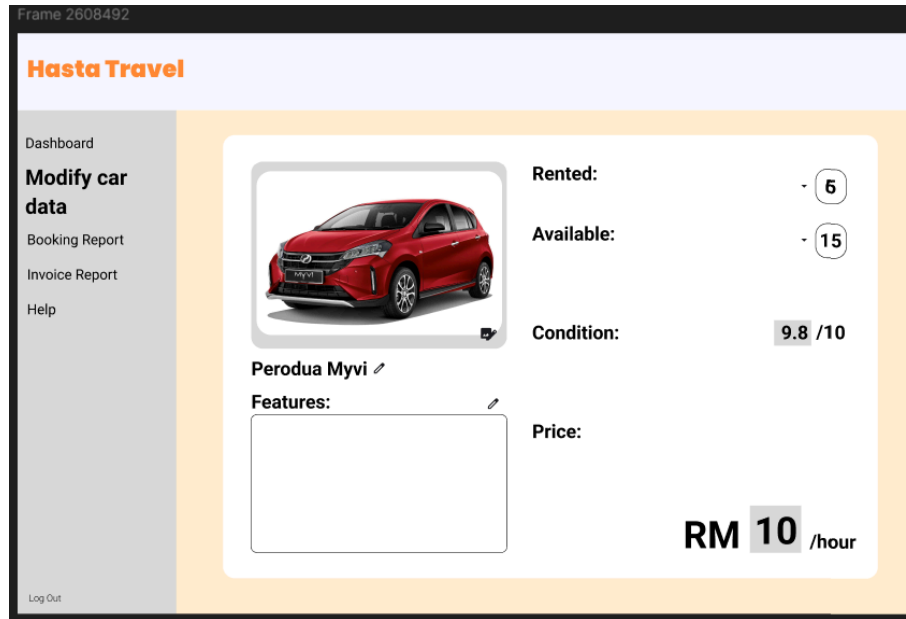 Frame 2608492
Hasta Travel
Dashboard
Modify car
data
Booking Report
Invoice Report
Help
Log Out
MYVI
Perodua Myvi
Features:
Rented:
Available:
15
Condition:
9.8 /10
Price:
RM 10 /hour